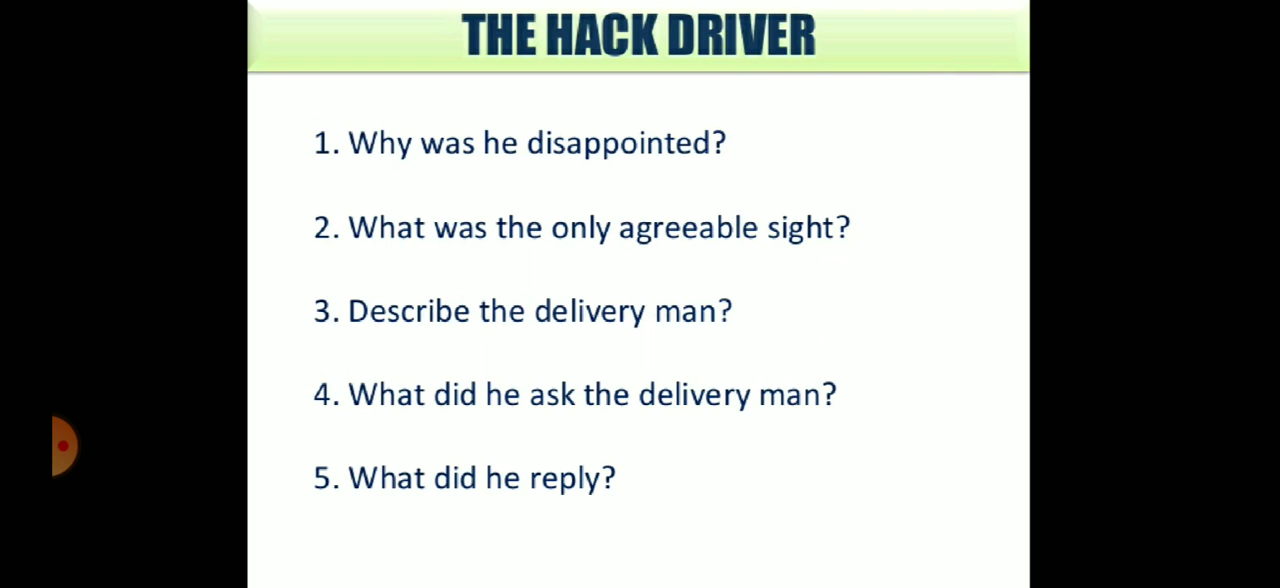 THE HACK DRIVER
1. Why was he disappointed?
2. What was the only agreeable sight?
3. Describe the delivery man?
4. What did he ask the delivery man?
5. What did he reply?